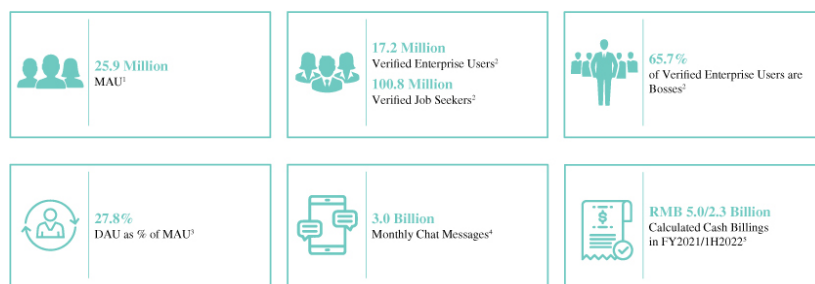 25.9 Million
MAU¹
17.2 Million
Verified Enterprise Users²
100.8 Million
Verified Job Seekers²
65.7%
of Verified Enterprise Users are
Bosses²
27.8%
DAU as % of MAU³
3.0 Billion
Monthly Chat Messages⁴
$
RMB 5.0/2.3 Billion
Calculated Cash Billings
in FY2021/1H2022⁵